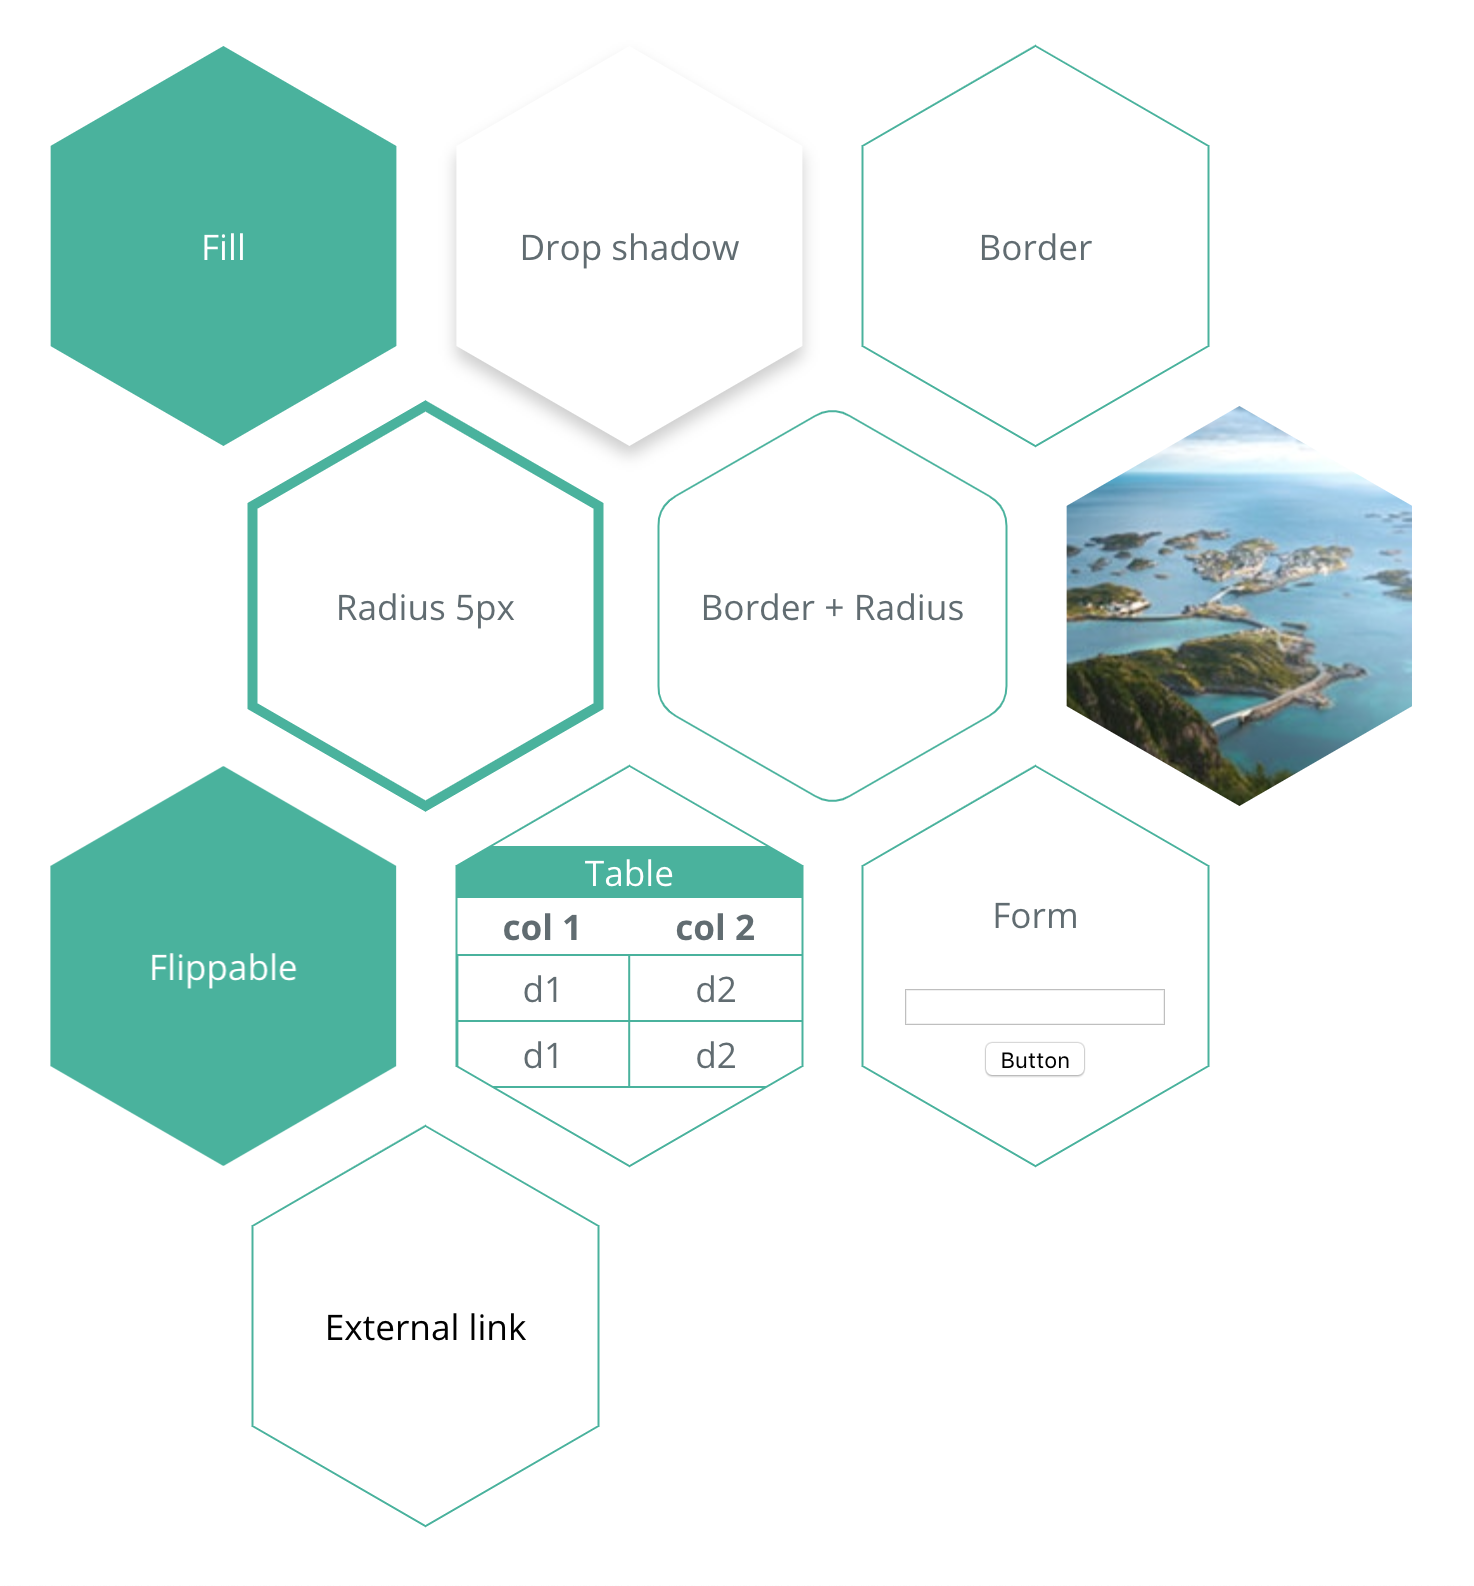 Fill
Drop shadow
Border
Radius 5px
Border + Radius
Flippable
Table
col 1 col 2
d1 d2
d1 d2
Form
Button
External link